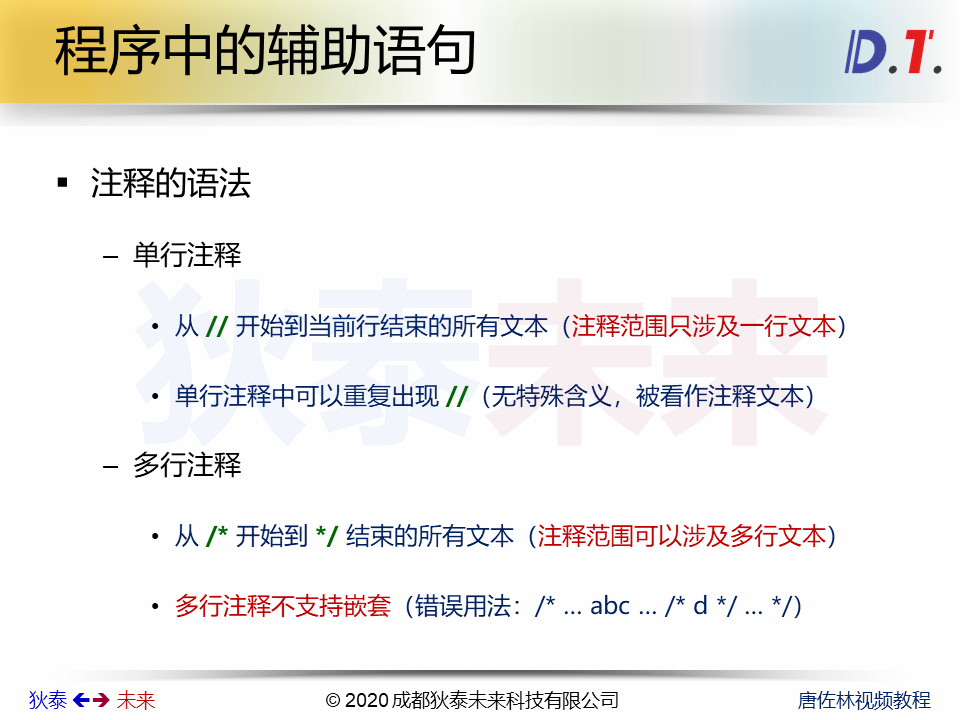 程序中的辅助语句
D.T.
▪ 注释的语法
– 单行注释
• 从 // 开始到当前行结束的所有文本（注释范围只涉及一行文本）
• 单行注释中可以重复出现 //（无特殊含义，被看作注释文本）
– 多行注释
• 从 /* 开始到 */ 结束的所有文本（注释范围可以涉及多行文本）
• 多行注释不支持嵌套（错误用法：/* … abc … /* d */ … */）
狄泰未来
狄泰 未来
© 2020 成都狄泰未来科技有限公司
唐佐林视频教程